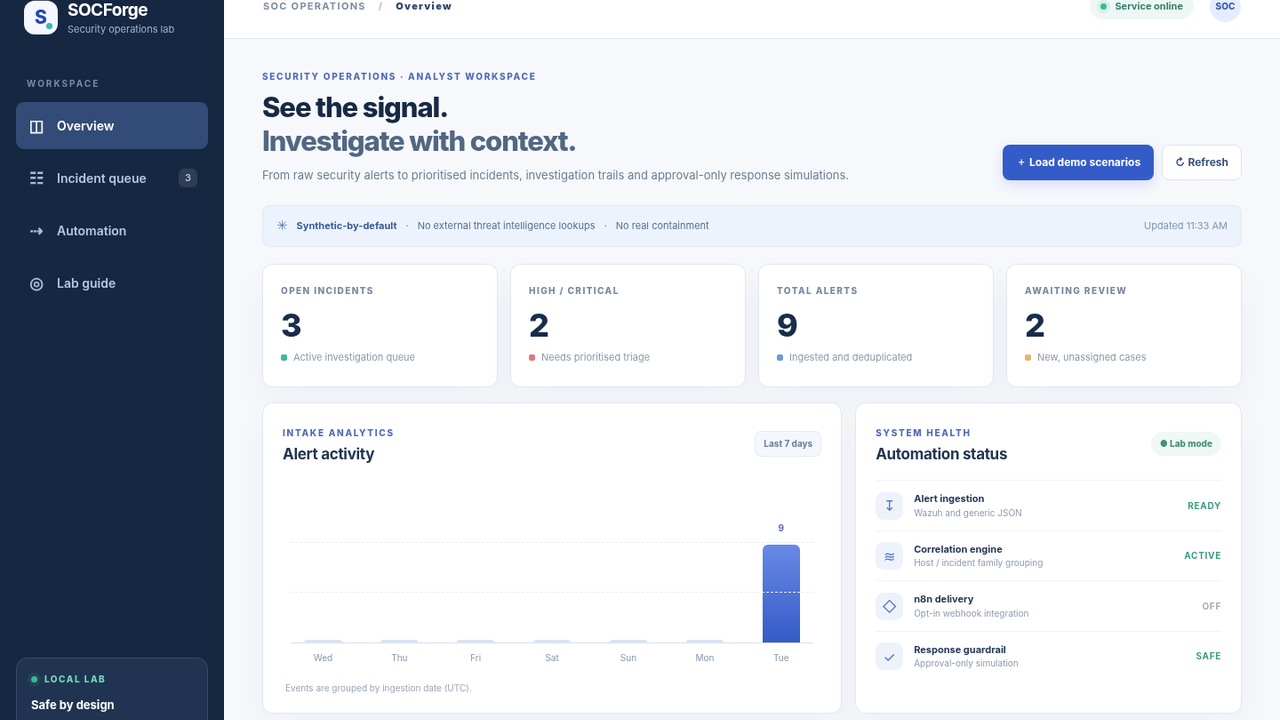 S
SOCForge
Security operations lab
WORKSPACE
Overview
Incident queue 3
Automation
Lab guide
LOCAL LAB
Safe by design
SOC OPERATIONS / Overview
Service online
SOC
SECURITY OPERATIONS · ANALYST WORKSPACE
See the signal.
Investigate with context.
From raw security alerts to prioritised incidents, investigation trails and approval-only response simulations.
+ Load demo scenarios
↻ Refresh
Synthetic-by-default · No external threat intelligence lookups · No real containment
Updated 11:33 AM
OPEN INCIDENTS
3
Active investigation queue
HIGH / CRITICAL
2
Needs prioritised triage
TOTAL ALERTS
9
Ingested and deduplicated
AWAITING REVIEW
2
New, unassigned cases
INTAKE ANALYTICS
Alert activity
Last 7 days
9
Wed Thu Fri Sat Sun Mon Tue
Events are grouped by ingestion date (UTC).
SYSTEM HEALTH
Automation status
Lab mode
Alert ingestion
Wazuh and generic JSON
READY
Correlation engine
Host / incident family grouping
ACTIVE
n8n delivery
Opt-in webhook integration
OFF
Response guardrail
Approval-only simulation
SAFE